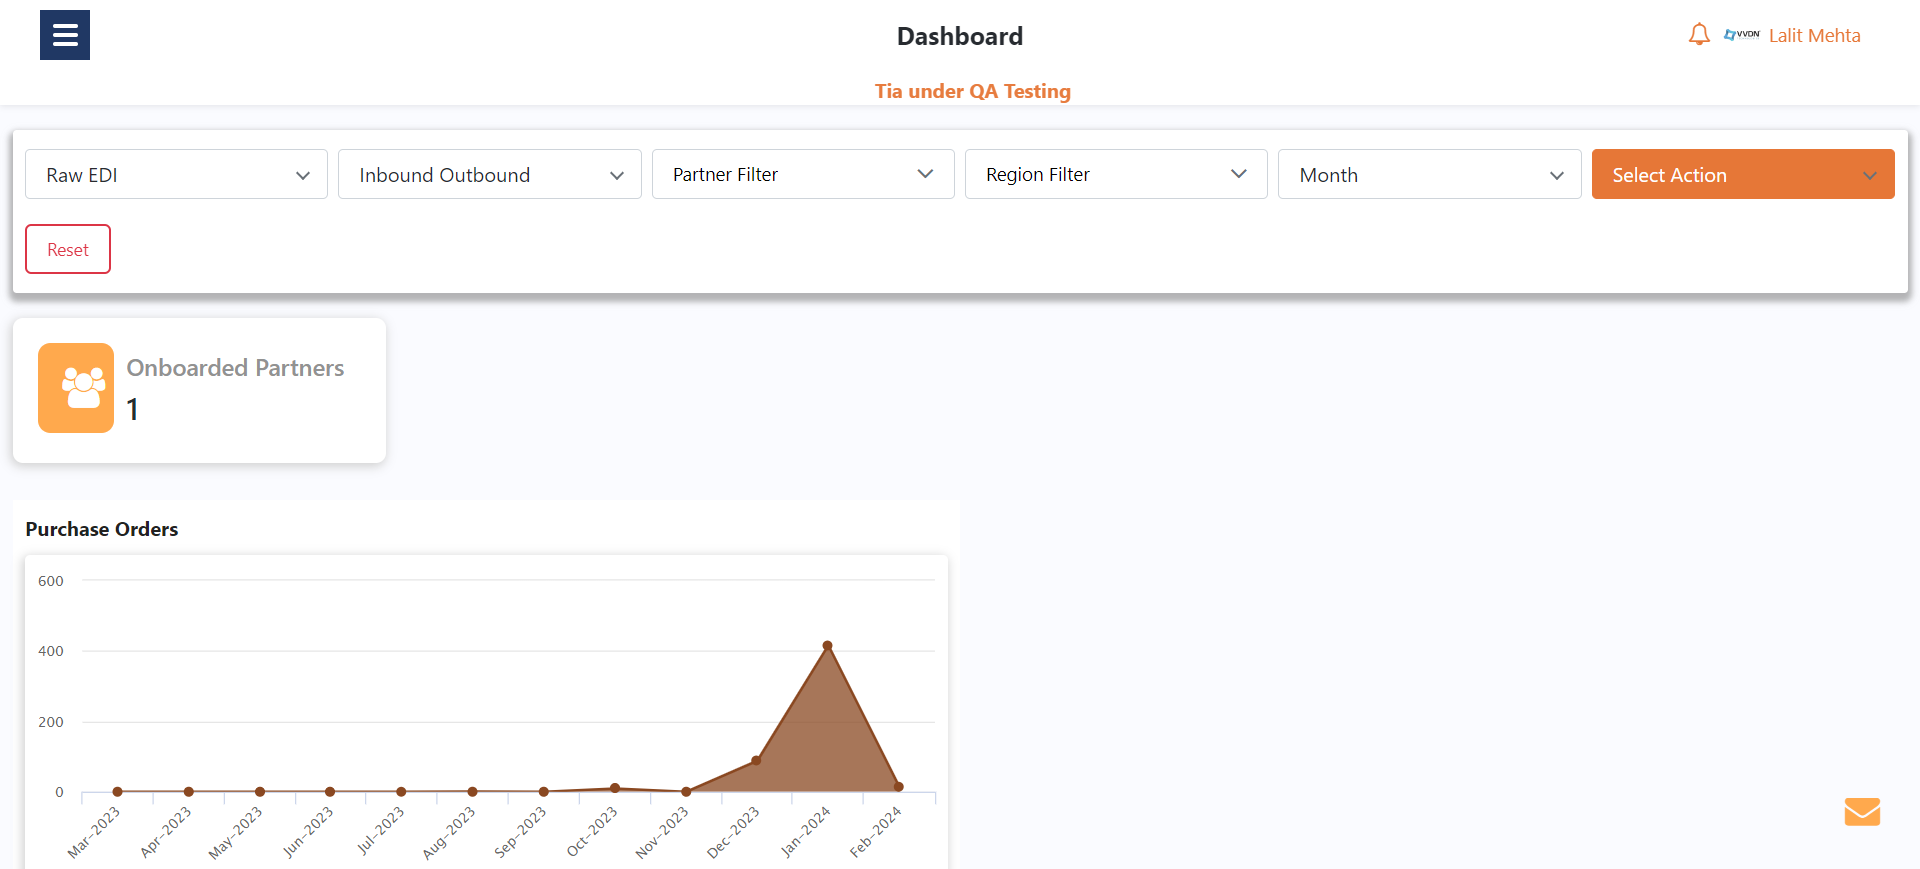 Dashboard
VVDN Lalit Mehta
Tia under QA Testing
Raw EDI Inbound Outbound Partner Filter Region Filter Month Select Action
Reset
Onboarded Partners
1
Purchase Orders
600
400
200
0
Mar-2023 Apr-2023 May-2023 Jun-2023 Jul-2023 Aug-2023 Sep-2023 Oct-2023 Nov-2023 Dec-2023 Jan-2024 Feb-2024